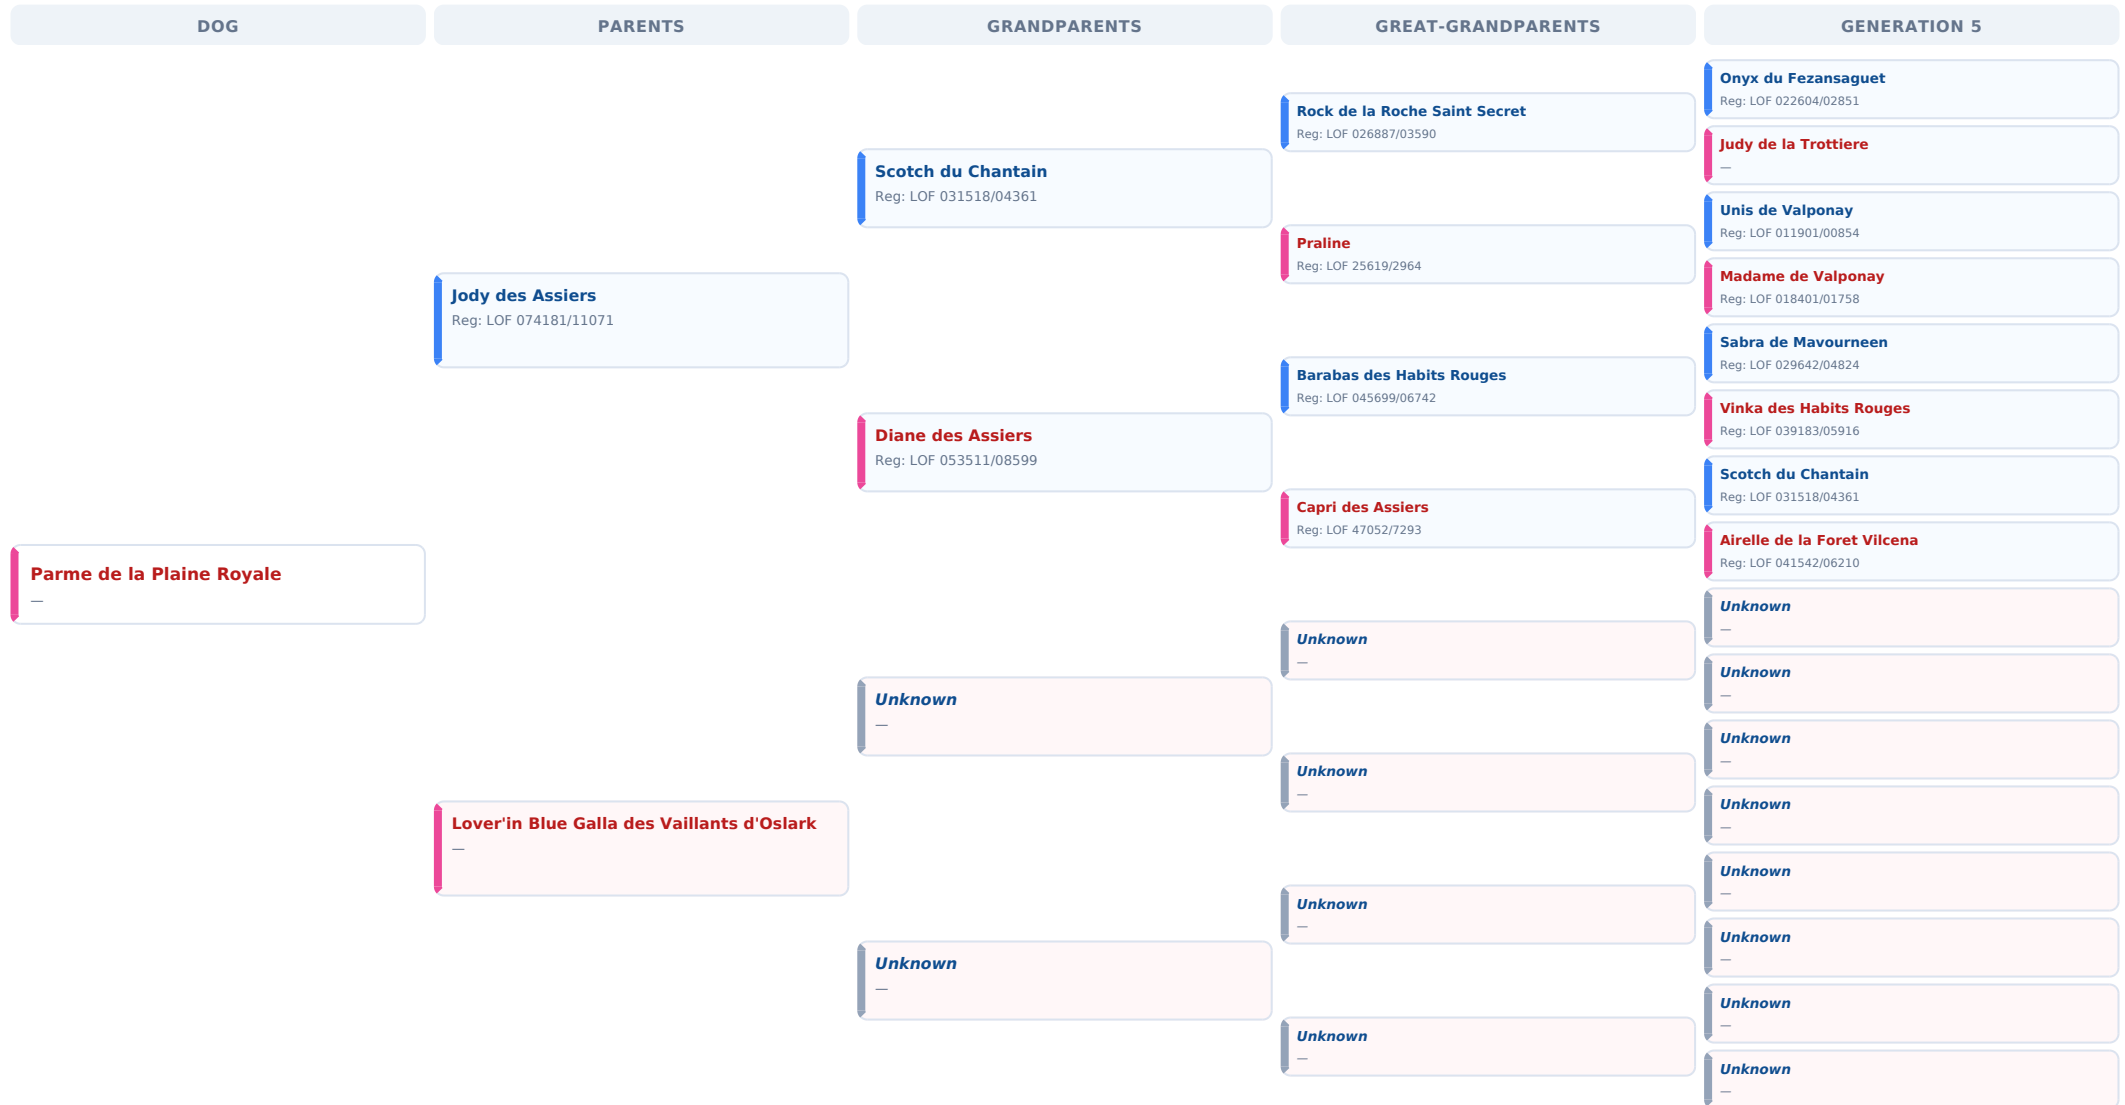 DOG
PARENTS
GRANDPARENTS
GREAT-GRANDPARENTS
GENERATION 5
Parme de la Plaine Royale
—
Jody des Assiers
Reg: LOF 074181/11071
Lover'in Blue Galla des Vaillants d'Oslark
—
Scotch du Chantain
Reg: LOF 031518/04361
Diane des Assiers
Reg: LOF 053511/08599
Unknown
—
Unknown
—
Rock de la Roche Saint Secret
Reg: LOF 026887/03590
Praline
Reg: LOF 25619/2964
Barabas des Habits Rouges
Reg: LOF 045699/06742
Capri des Assiers
Reg: LOF 47052/7293
Unknown
—
Unknown
—
Unknown
—
Unknown
—
Onyx du Fezansaguet
Reg: LOF 022604/02851
Judy de la Trottiere
—
Unis de Valponay
Reg: LOF 011901/00854
Madame de Valponay
Reg: LOF 018401/01758
Sabra de Mavourneen
Reg: LOF 029642/04824
Vinka des Habits Rouges
Reg: LOF 039183/05916
Scotch du Chantain
Reg: LOF 031518/04361
Airelle de la Foret Vilcena
Reg: LOF 041542/06210
Unknown
—
Unknown
—
Unknown
—
Unknown
—
Unknown
—
Unknown
—
Unknown
—
Unknown
—